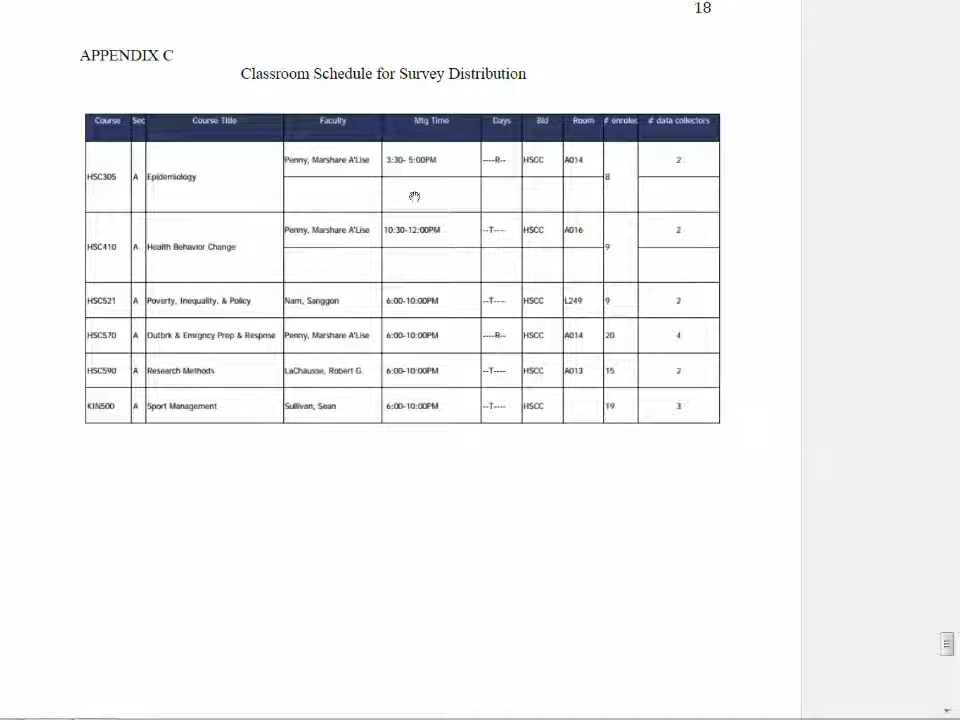 18
APPENDIX C
Classroom Schedule for Survey Distribution
Course Sec Course Title Faculty Mtg Time Days Bld Room # enrolled # data collectors
HSC305 A Epidemiology Penny, Marshare A'Lise 3:30- 5:00PM ----R-- HSCC A014 8 2
HSC410 A Health Behavior Change Penny, Marshare A'Lise 10:30-12:00PM --T---- HSCC A016 9 2
HSC521 A Poverty, Inequality, & Policy Nam, Sanggon 6:00-10:00PM --T---- HSCC L249 9 2
HSC570 A Outbrk & Emrgncy Prep & Respnse Penny, Marshare A'Lise 6:00-10:00PM ----R-- HSCC A014 20 4
HSC590 A Research Methods LaChausse, Robert G. 6:00-10:00PM --T---- HSCC A013 15 2
KIN500 A Sport Management Sullivan, Sean 6:00-10:00PM --T---- HSCC 19 3